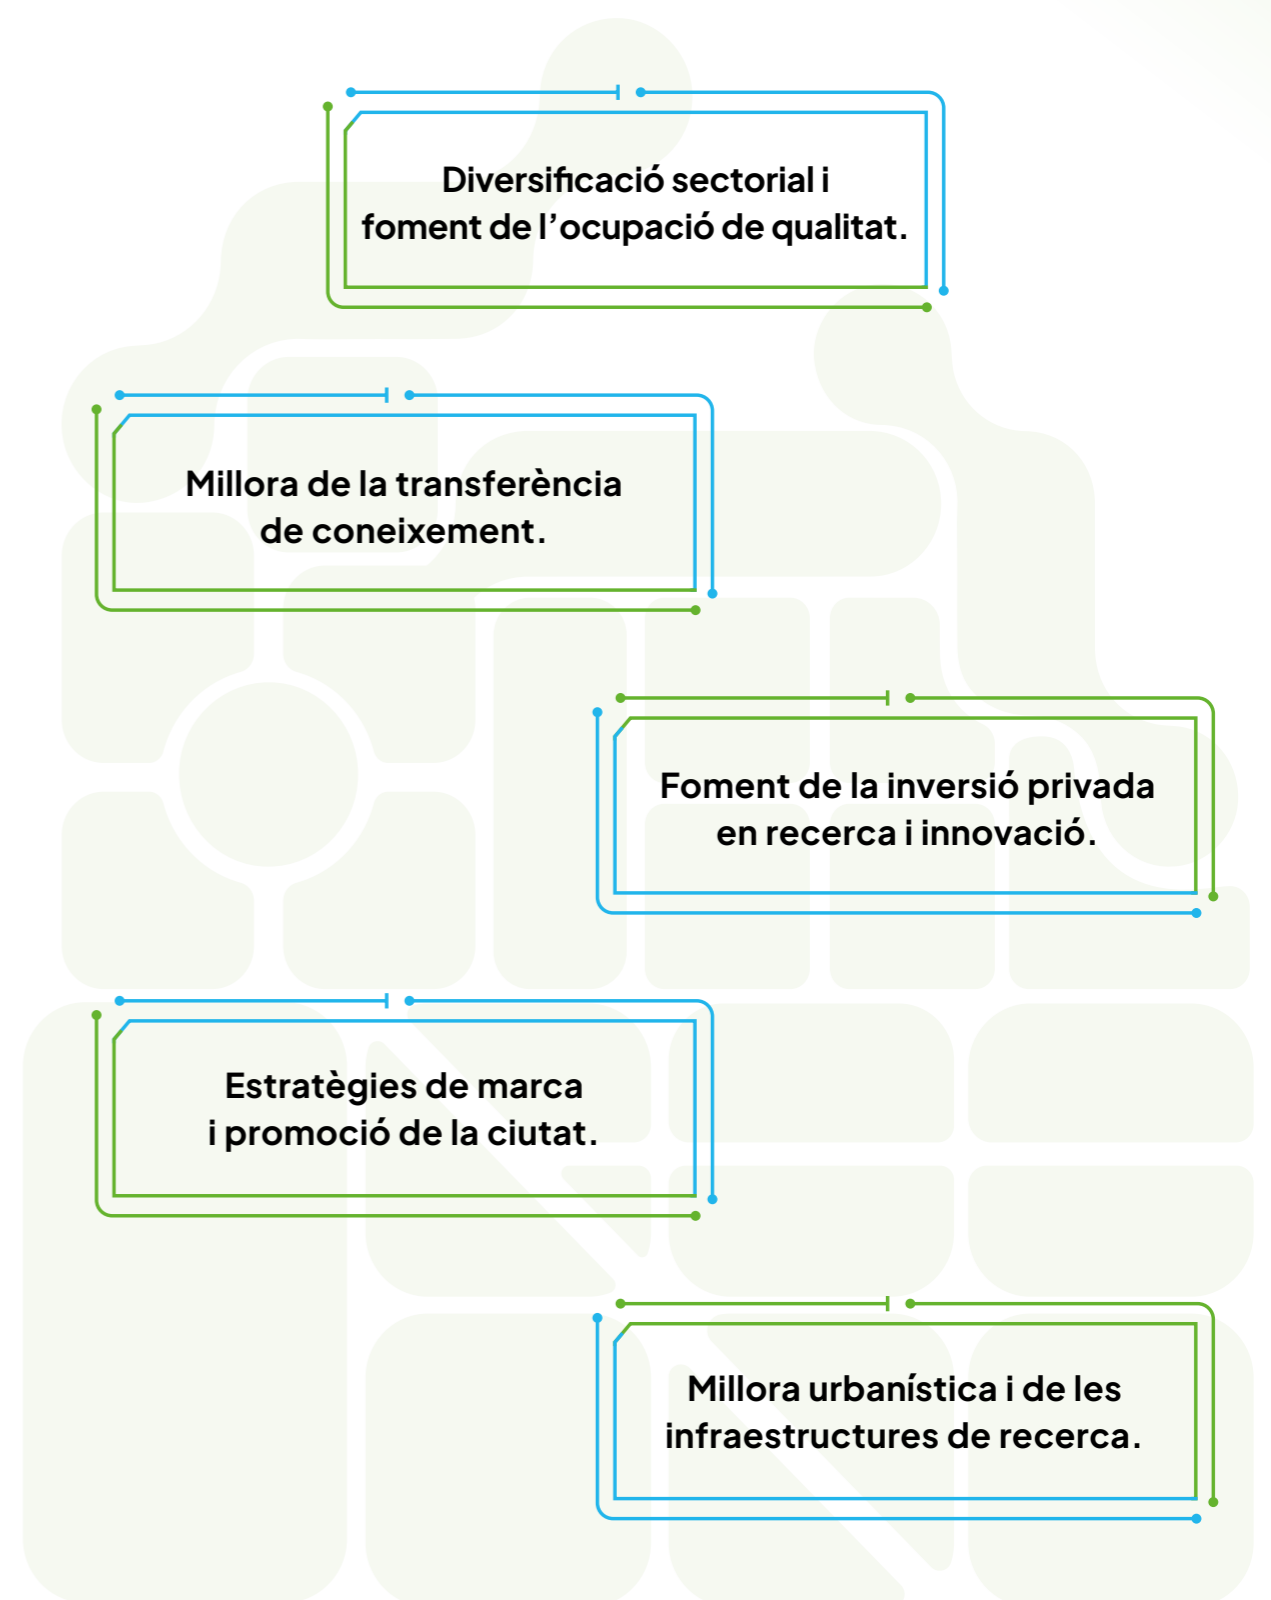 Diversificació sectorial i
foment de l’ocupació de qualitat.
Millora de la transferència
de coneixement.
Foment de la inversió privada
en recerca i innovació.
Estratègies de marca
i promoció de la ciutat.
Millora urbanística i de les
infraestructures de recerca.